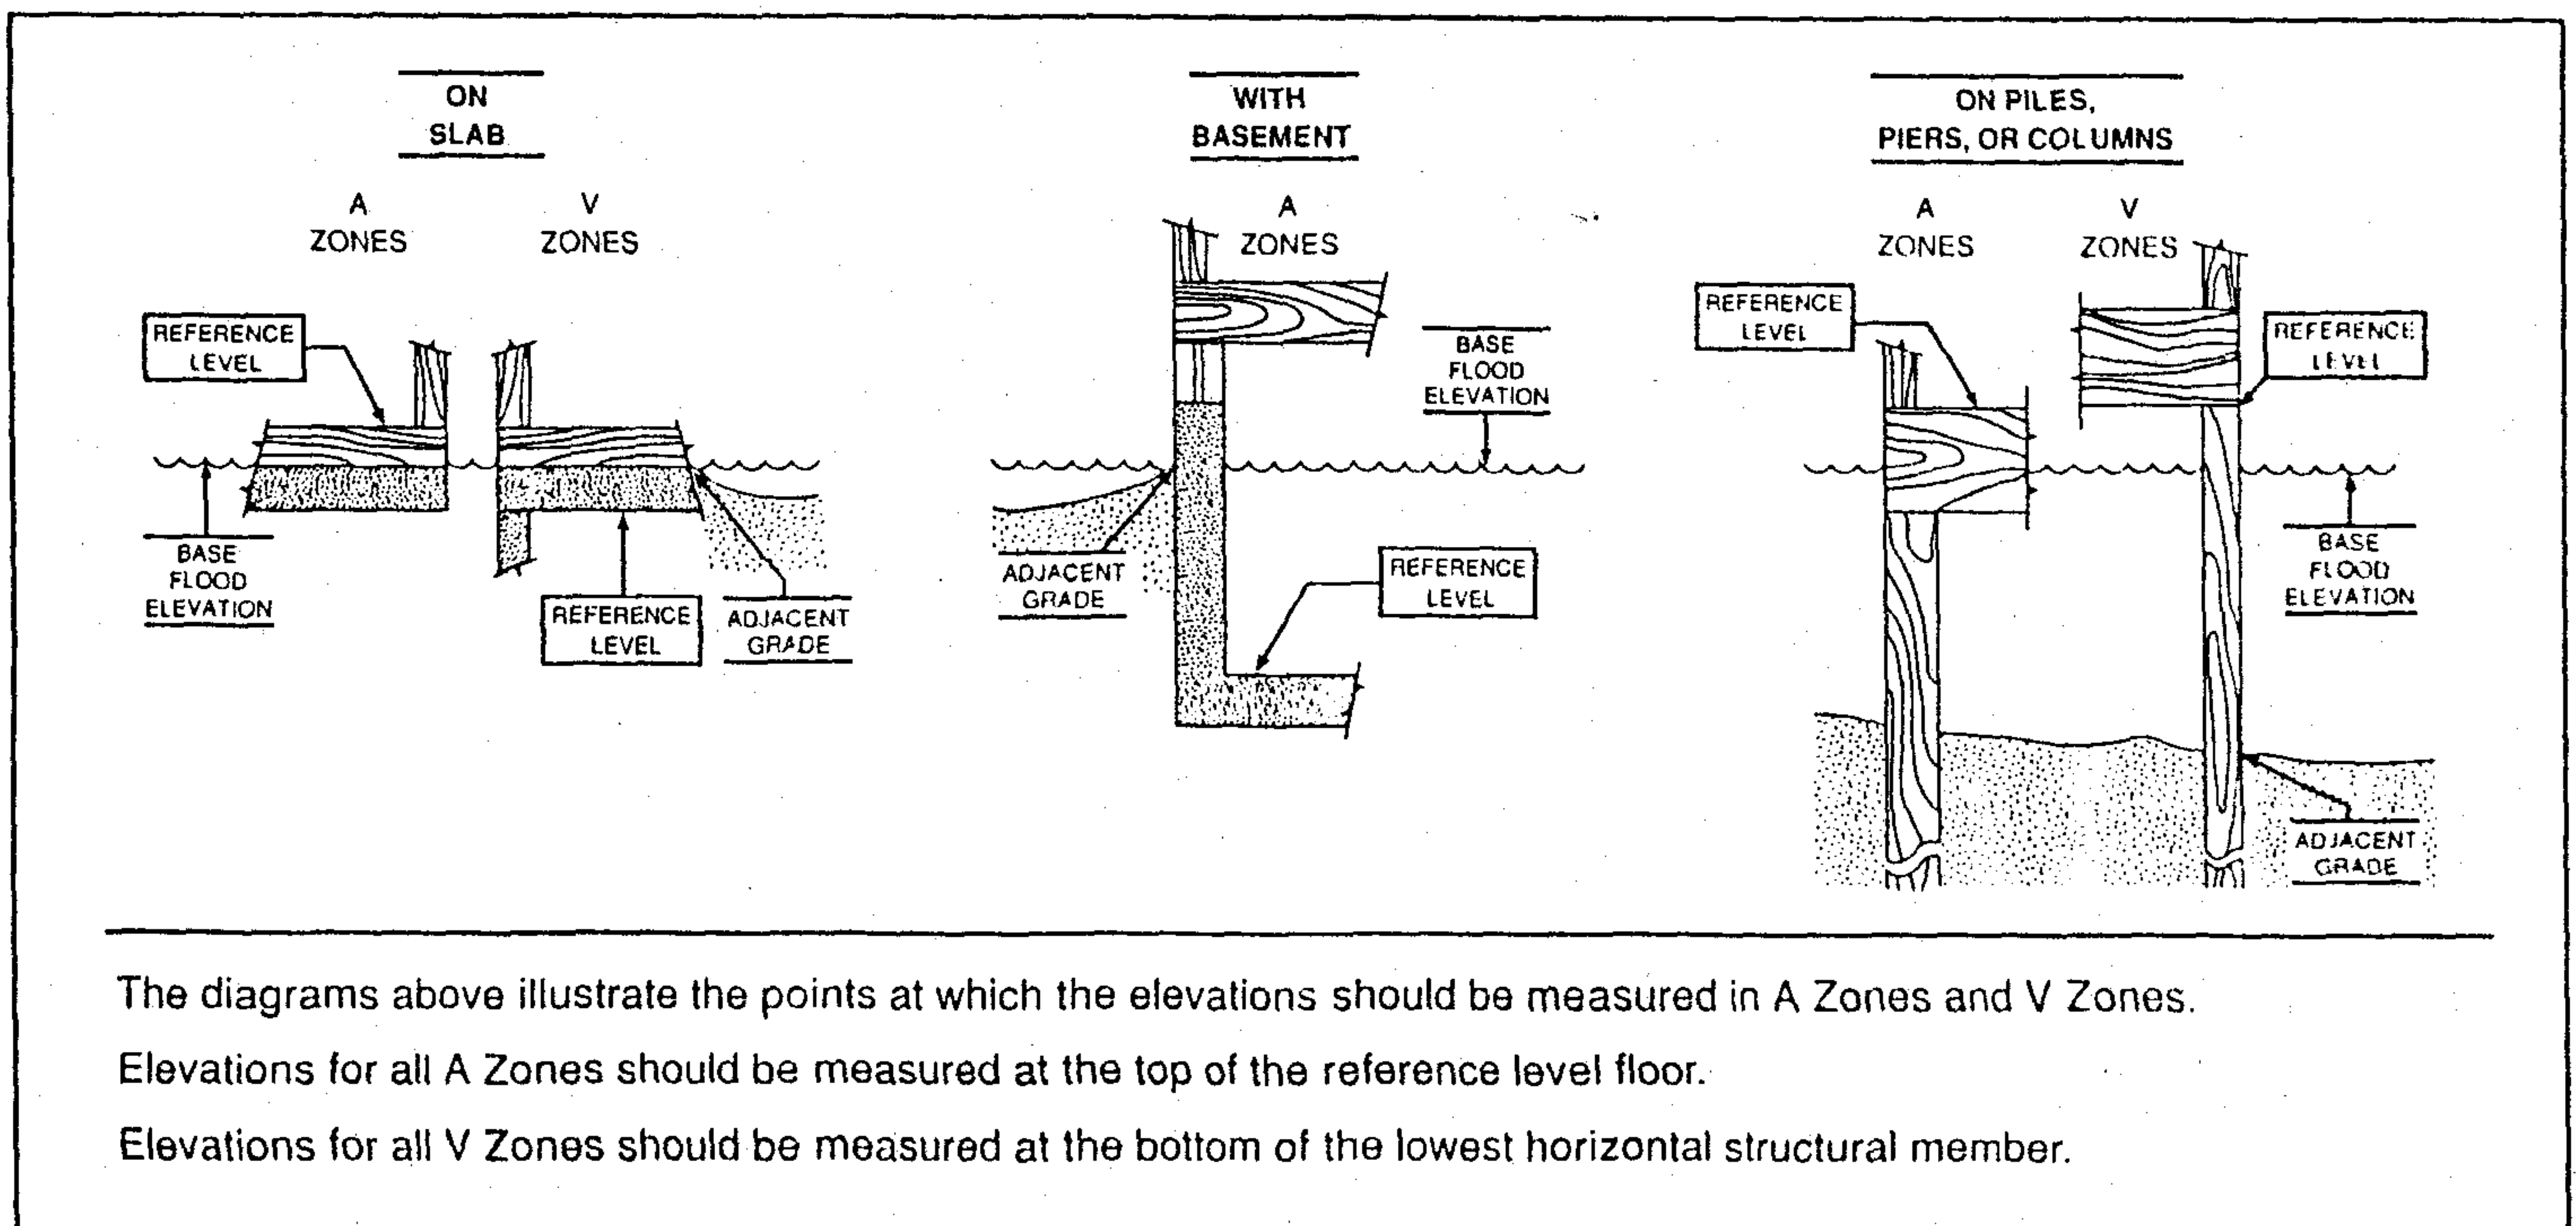 ON
SLAB
A
ZONES
V
ZONES
REFERENCE
LEVEL
BASE
FLOOD
ELEVATION
REFERENCE
LEVEL
ADJACENT
GRADE
WITH
BASEMENT
A
ZONES
BASE
FLOOD
ELEVATION
ADJACENT
GRADE
REFERENCE
LEVEL
ON PILES,
PIERS, OR COLUMNS
A
ZONES
V
ZONES
REFERENCE
LEVEL
REFERENCE
LEVEL
BASE
FLOOD
ELEVATION
ADJACENT
GRADE
The diagrams above illustrate the points at which the elevations should be measured in A Zones and V Zones.
Elevations for all A Zones should be measured at the top of the reference level floor.
Elevations for all V Zones should be measured at the bottom of the lowest horizontal structural member.